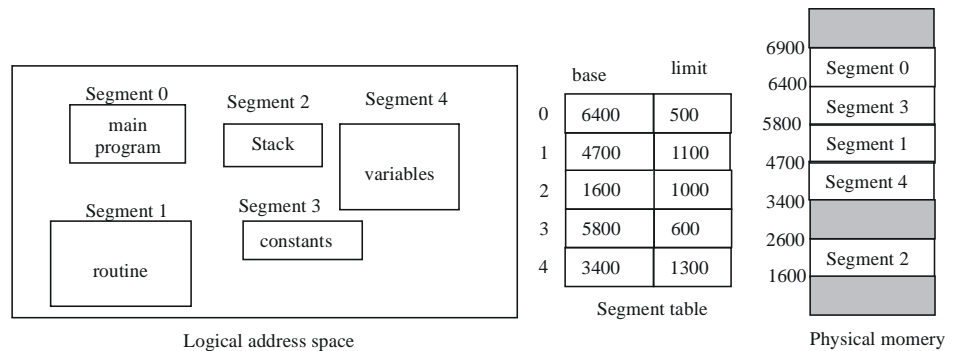 Segment 0
main
program
Segment 2
Stack
Segment 4
variables
Segment 1
routine
Segment 3
constants
Logical address space
base limit
0 6400 500
1 4700 1100
2 1600 1000
3 5800 600
4 3400 1300
Segment table
6900
Segment 0
6400
Segment 3
5800
Segment 1
4700
Segment 4
3400
2600
Segment 2
1600
Physical momery